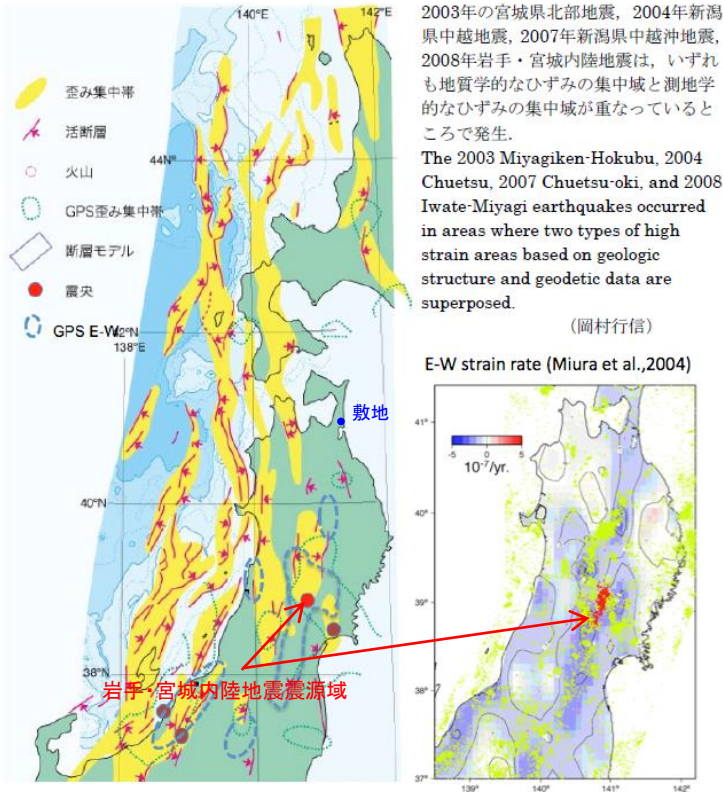 140°E
142°E
歪み集中帯
活断層
火山
GPS歪み集中帯
断層モデル
震央
GPS E-W
44N°
42°N
138°E
敷地
40°N
38°N
岩手・宮城内陸地震震源域
2003年の宮城県北部地震，2004年新潟
県中越地震，2007年新潟県中越沖地震，
2008年岩手・宮城内陸地震は，いずれ
も地質学的なひずみの集中域と測地学
的なひずみの集中域が重なっていると
ころで発生．
The 2003 Miyagiken-Hokubu, 2004
Chuetsu, 2007 Chuetsu-oki, and 2008
Iwate-Miyagi earthquakes occurred
in areas where two types of high
strain areas based on geologic
structure and geodetic data are
superposed.
（岡村行信）
E-W strain rate (Miura et al.,2004)
41°
-5 0 5
10⁻⁷/yr.
40°
39°
38°
37°
139° 140° 141° 142°